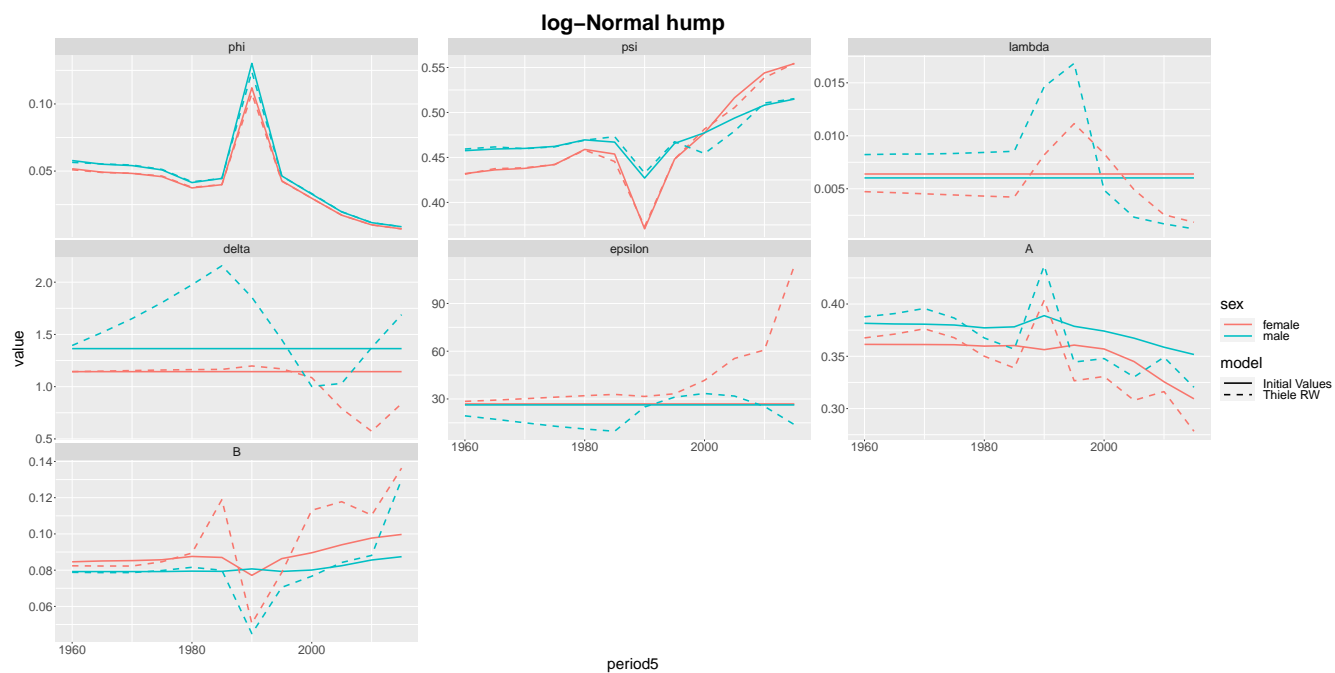 log−Normal hump
phi
psi
lambda
0.10
0.05
0.55
0.50
0.45
0.40
0.015
0.010
0.005
delta
epsilon
A
2.0
1.5
1.0
0.5
90
60
30
0.40
0.35
0.30
1960
1980
2000
1960
1980
2000
B
0.14
0.12
0.10
0.08
0.06
1960
1980
2000
value
period5
sex
female
male
model
Initial Values
Thiele RW